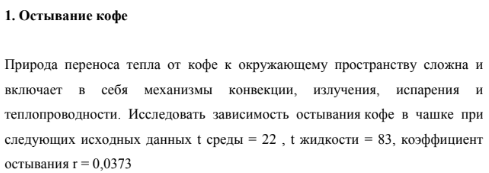 1. Остывание кофе
Природа переноса тепла от кофе к окружающему пространству сложна и
включает в себя механизмы конвекции, излучения, испарения и
теплопроводности. Исследовать зависимость остывания кофе в чашке при
следующих исходных данных t среды = 22 , t жидкости = 83, коэффициент
остывания r = 0,0373